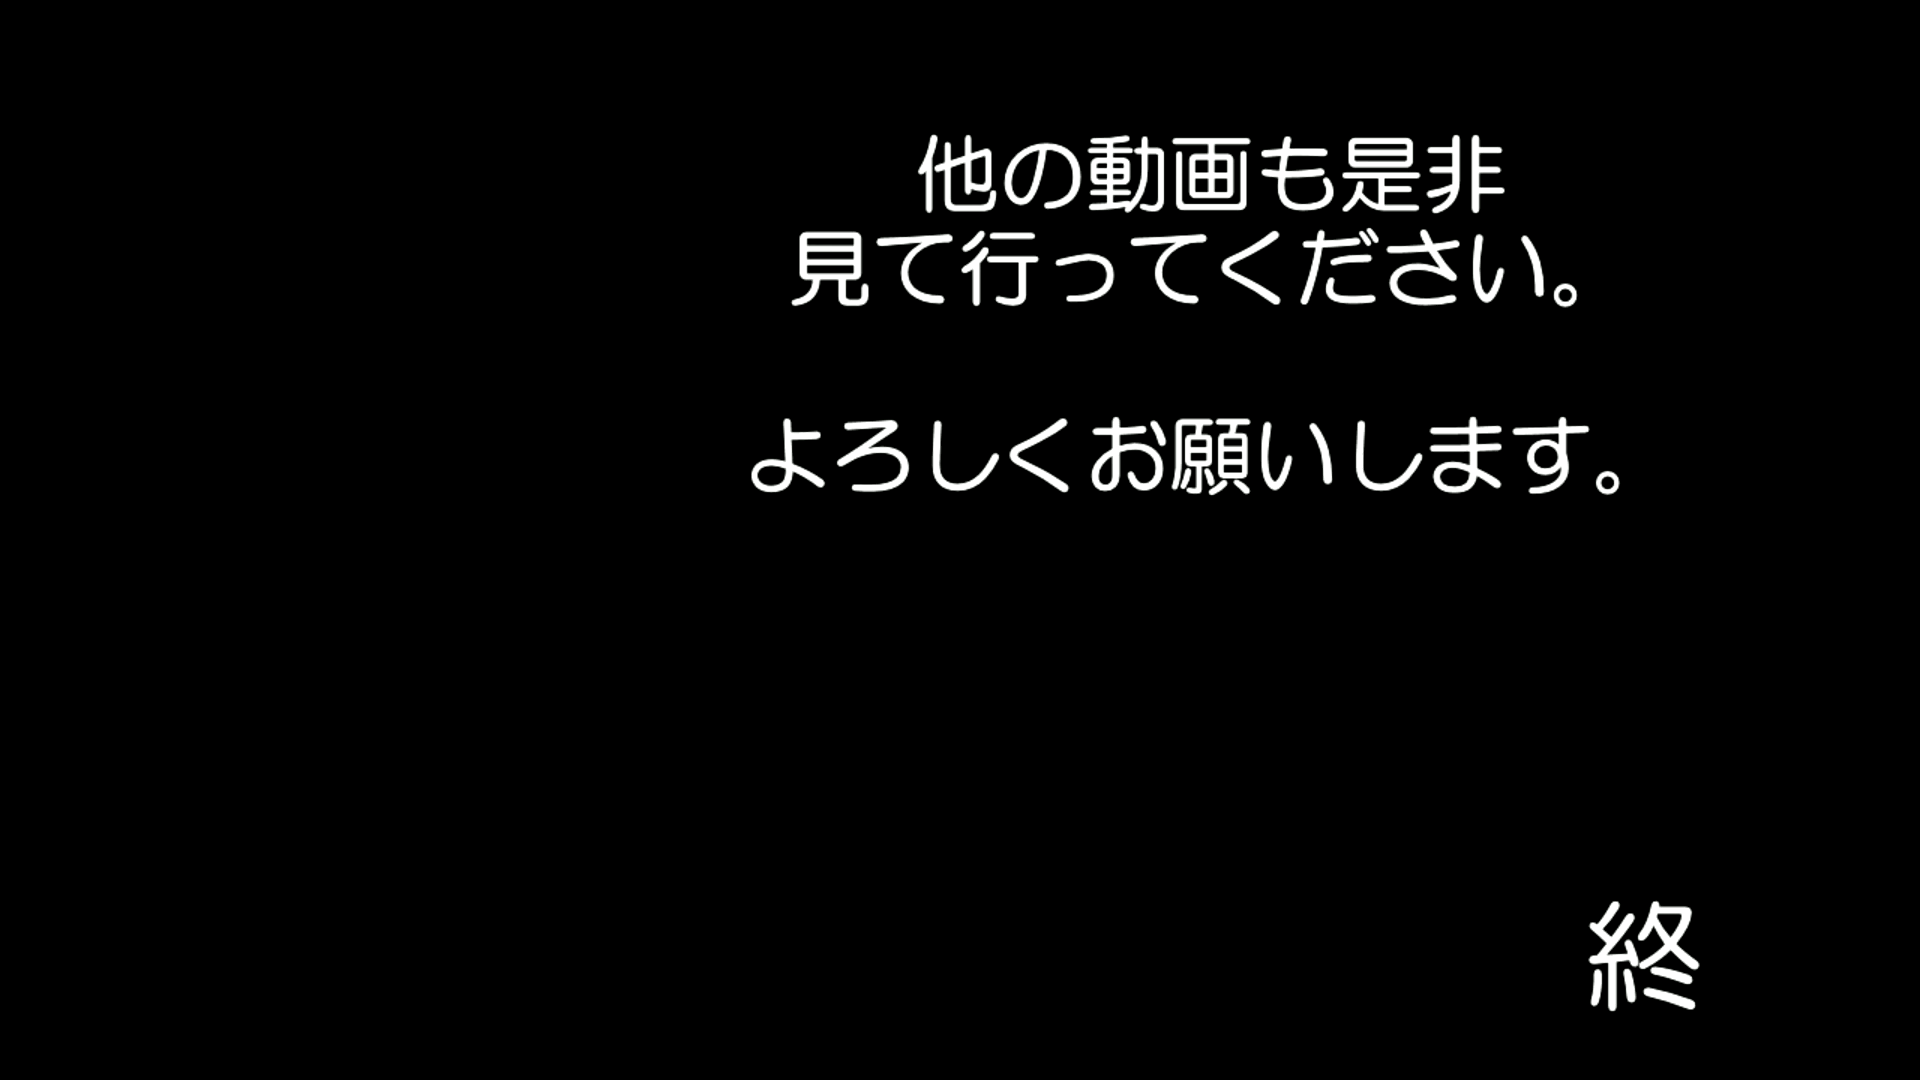 他の動画も是非
見て行ってください。
よろしくお願いします。
終